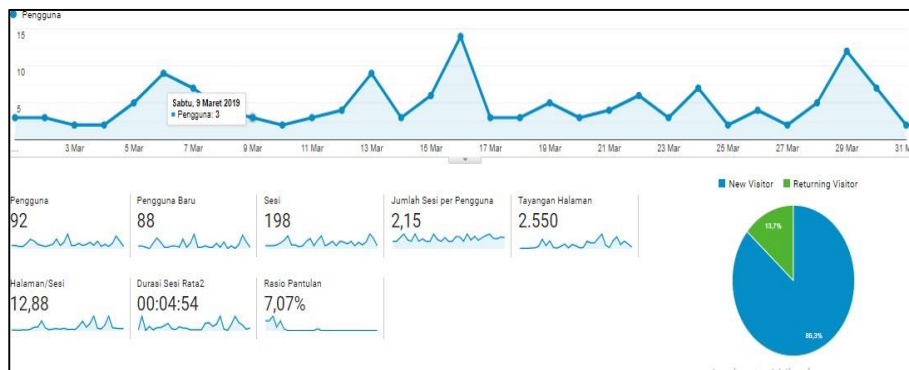 Pengguna
15
10
5
Sabtu, 9 Maret 2019
Pengguna: 3
... 3 Mar 5 Mar 7 Mar 9 Mar 11 Mar 13 Mar 15 Mar 17 Mar 19 Mar 21 Mar 23 Mar 25 Mar 27 Mar 29 Mar 31 M
New Visitor Returning Visitor
Pengguna
92
Pengguna Baru
88
Sesi
198
Jumlah Sesi per Pengguna
2,15
Tayangan Halaman
2.550
Halaman/Sesi
12,88
Durasi Sesi Rata2
00:04:54
Rasio Pantulan
7,07%
13,7%
86,3%